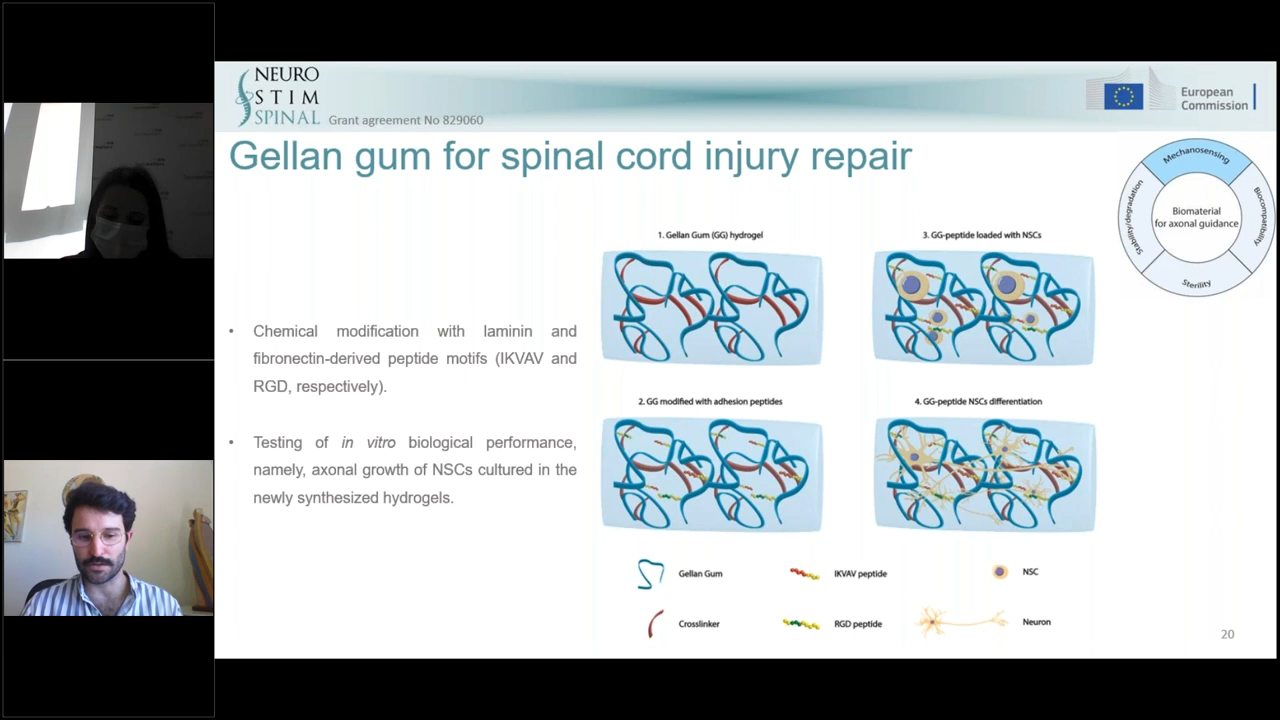 NEURO
STIM
SPINAL
Grant agreement No 829060
European
Commission
Gellan gum for spinal cord injury repair
Mechanosensing
Stability/degradation
Biomaterial
for axonal guidance
Biocompatibility
Sterility
• Chemical modification with laminin and
fibronectin-derived peptide motifs (IKVAV and
RGD, respectively).
• Testing of in vitro biological performance,
namely, axonal growth of NSCs cultured in the
newly synthesized hydrogels.
1. Gellan Gum (GG) hydrogel
3. GG-peptide loaded with NSCs
2. GG modified with adhesion peptides
4. GG-peptide NSCs differentiation
Gellan Gum
IKVAV peptide
NSC
Crosslinker
RGD peptide
Neuron
20